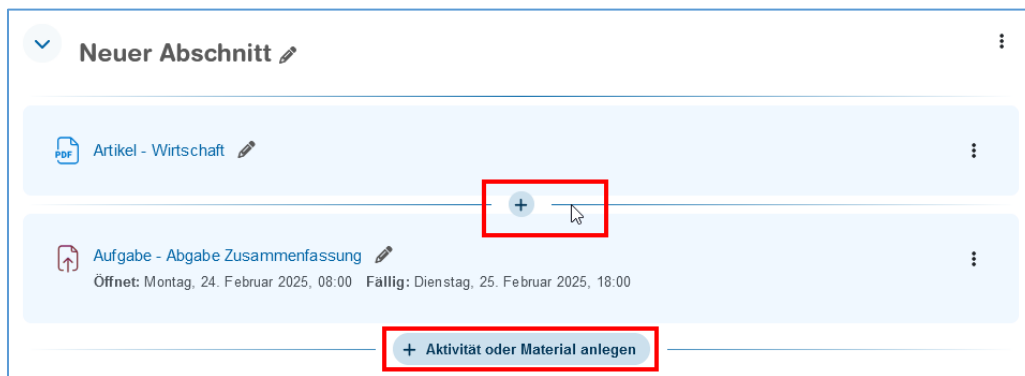 Neuer Abschnitt
PDF
Artikel - Wirtschaft
Aufgabe - Abgabe Zusammenfassung
Öffnet: Montag, 24. Februar 2025, 08:00 Fällig: Dienstag, 25. Februar 2025, 18:00
+ Aktivität oder Material anlegen